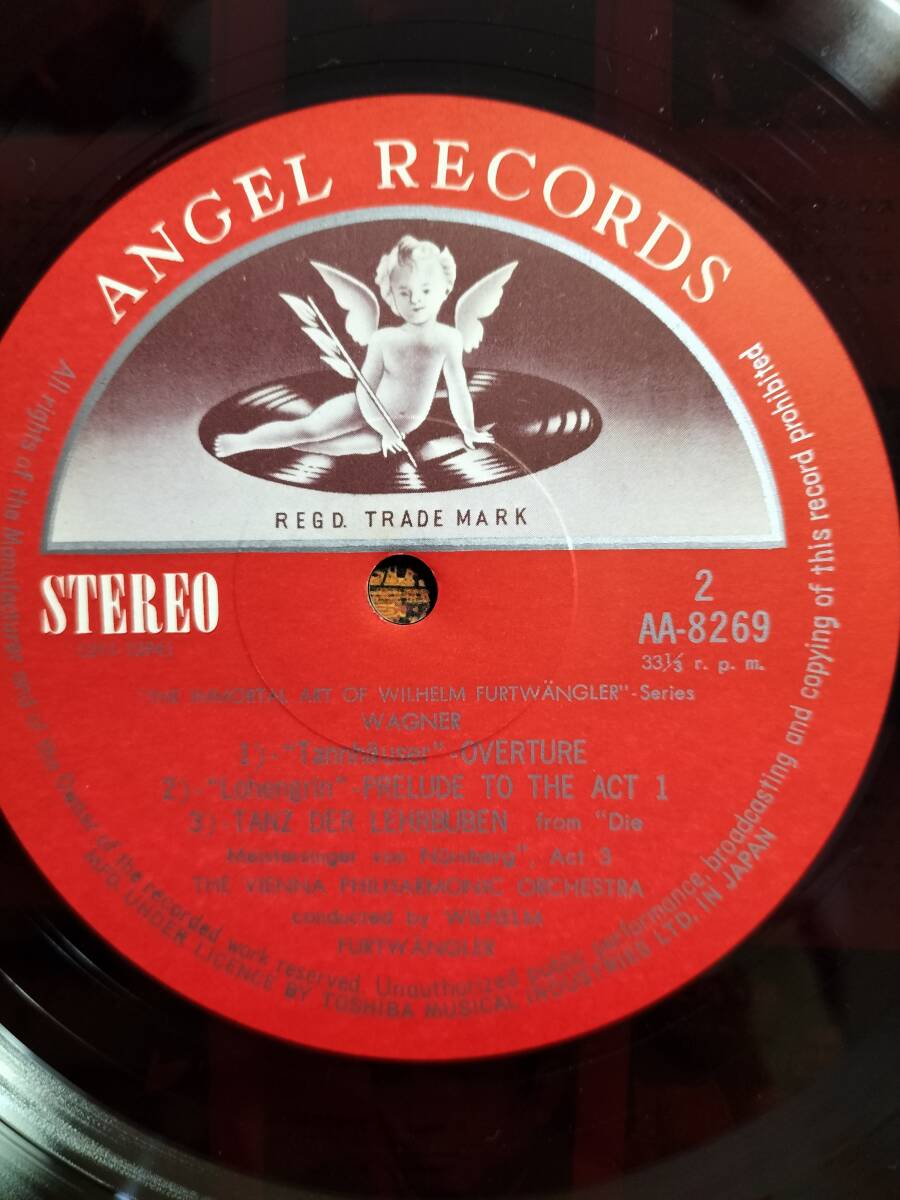 ANGEL RECORDS
REGD. TRADE MARK
STEREO
2
AA-8269
33⅓ r. p. m.
"THE IMMORTAL ART OF WILHELM FURTWÄNGLER"-Series
WAGNER
1)-"Tannhäuser"-OVERTURE
2)-"Lohengrin"-PRELUDE TO THE ACT 1
3)-TANZ DER LEHRBUBEN from "Die
Meistersinger von Nürnberg", Act 3
THE VIENNA PHILHARMONIC ORCHESTRA
conducted by WILHELM
FURTWÄNGLER
All rights of the Manufacturer and of the Owner of the recorded work reserved. Unauthorized public performance, broadcasting and copying of this record prohibited
MFD. UNDER LICENCE BY TOSHIBA MUSICAL INDUSTRIES LTD. IN JAPAN